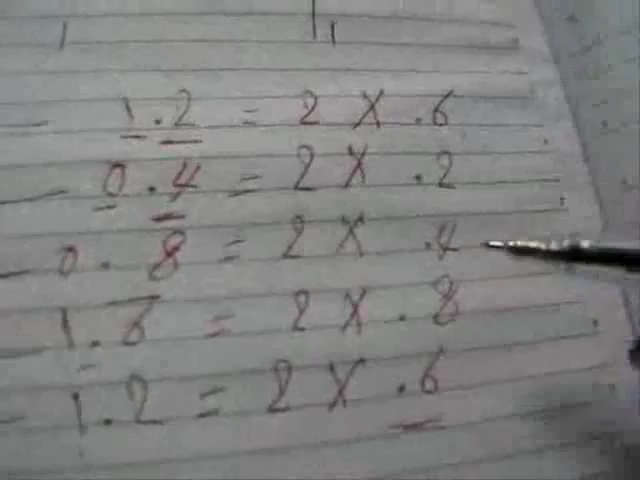 1.2 = 2 X .6
0.4 = 2 X .2
0.8 = 2 X .4
1.6 = 2 X .8
1.2 = 2 X .6